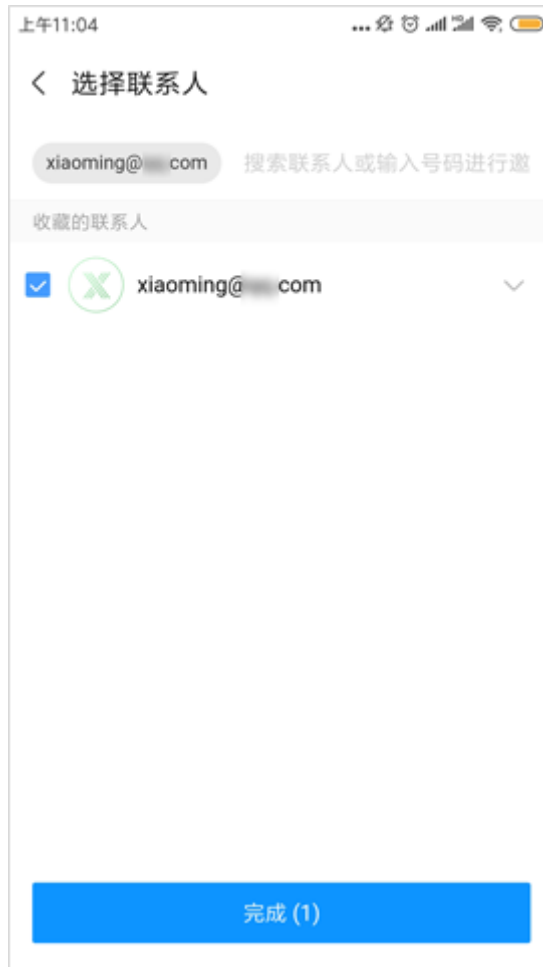 上午11:04
选择联系人
xiaoming@ com 搜索联系人或输入号码进行邀
收藏的联系人
X xiaoming@ com
完成 (1)